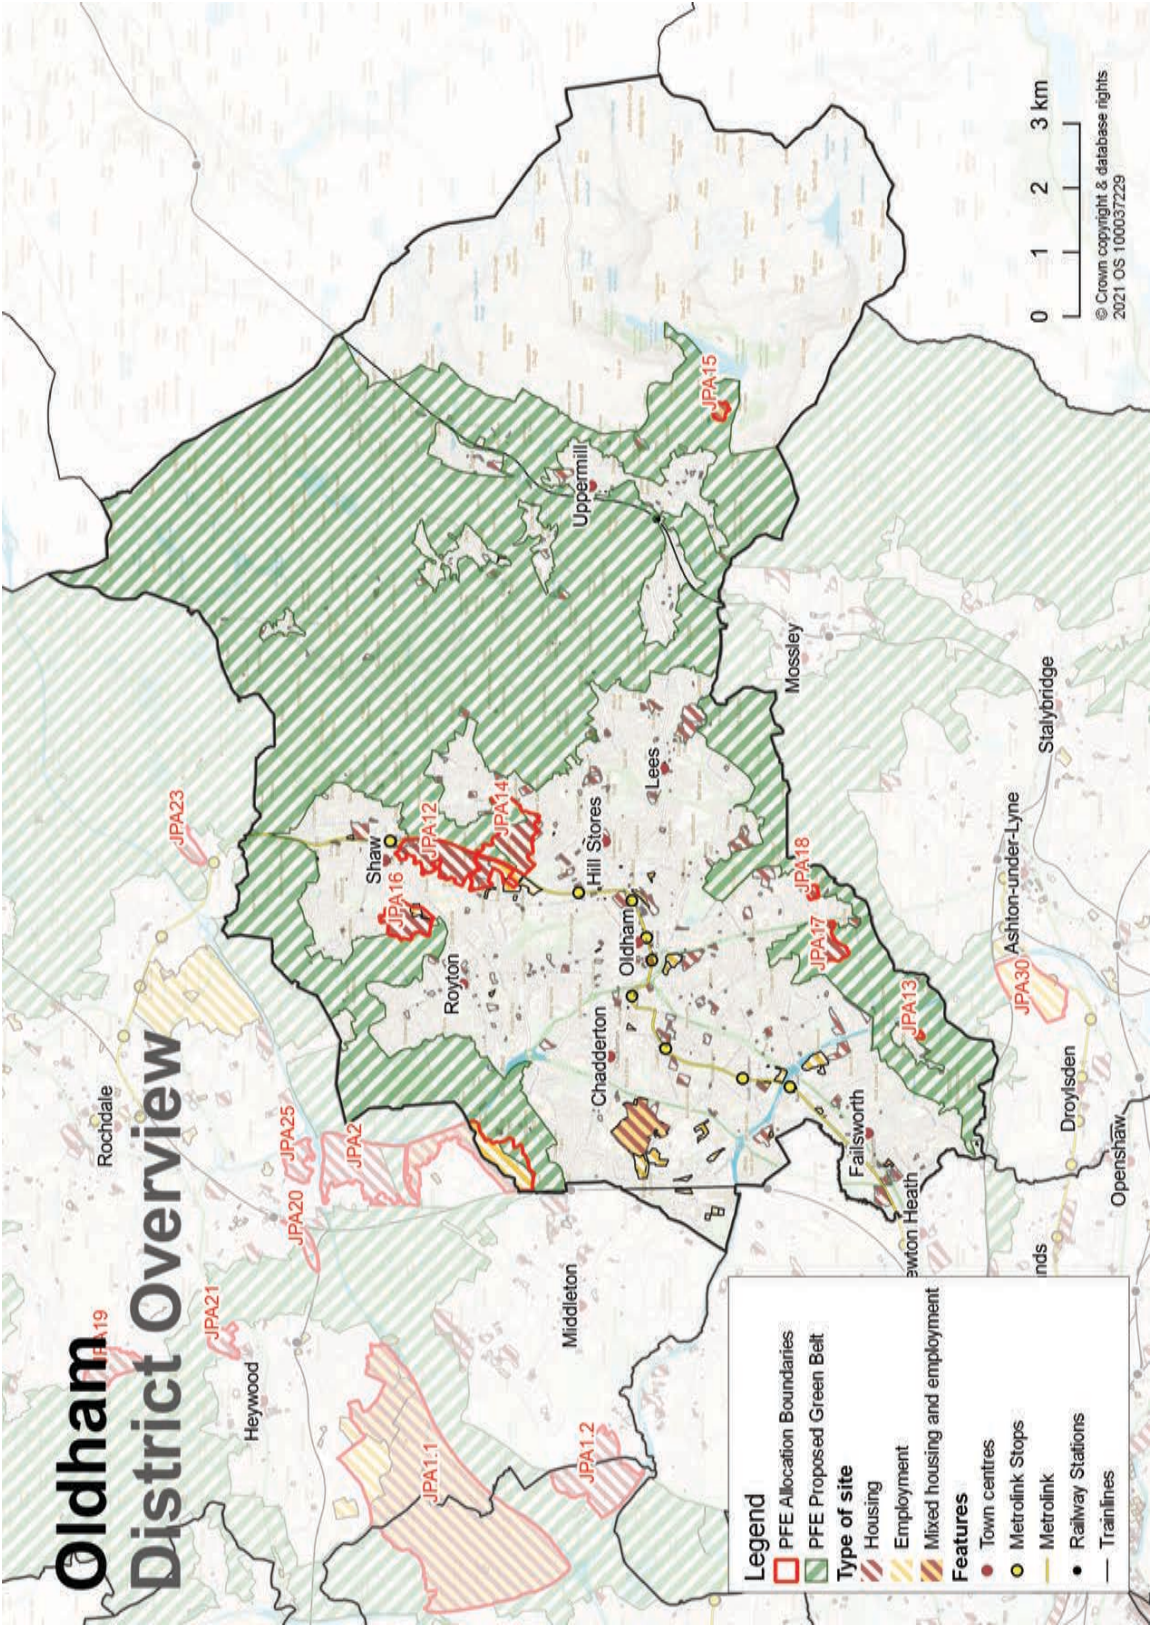 Oldham
District Overview
JPA19
JPA21
Heywood
JPA20
JPA25
JPA2
Rochdale
JPA23
JPA1.1
JPA1.2
Middleton
Shaw
JPA16
JPA12
JPA14
Royton
Chadderton
Oldham
Hill Stores
Lees
Uppermill
JPA15
JPA18
JPA17
JPA13
Failsworth
ewton Heath
nds
Openshaw
Droylsden
JPA30
Ashton-under-Lyne
Stalybridge
Mossley
Legend
PFE Allocation Boundaries
PFE Proposed Green Belt
Type of site
Housing
Employment
Mixed housing and employment
Features
Town centres
Metrolink Stops
Metrolink
Railway Stations
Trainlines
0 1 2 3 km
© Crown copyright & database rights
2021 OS 100037229